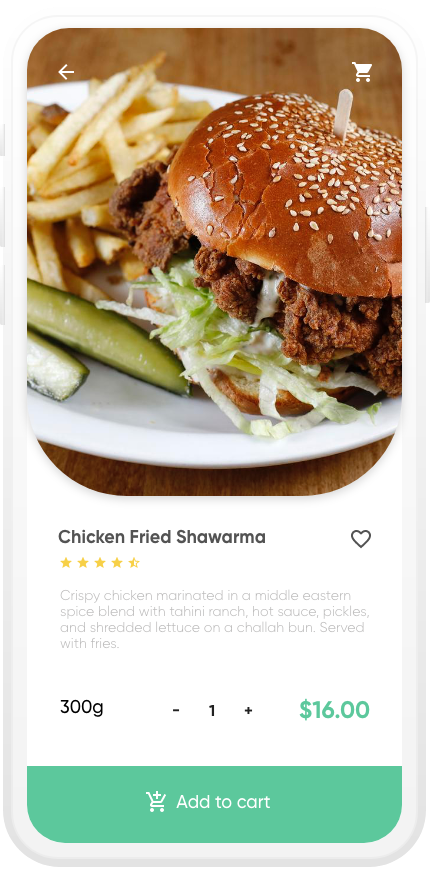 Chicken Fried Shawarma
Crispy chicken marinated in a middle eastern
spice blend with tahini ranch, hot sauce, pickles,
and shredded lettuce on a challah bun. Served
with fries.
300g - 1 + $16.00
Add to cart